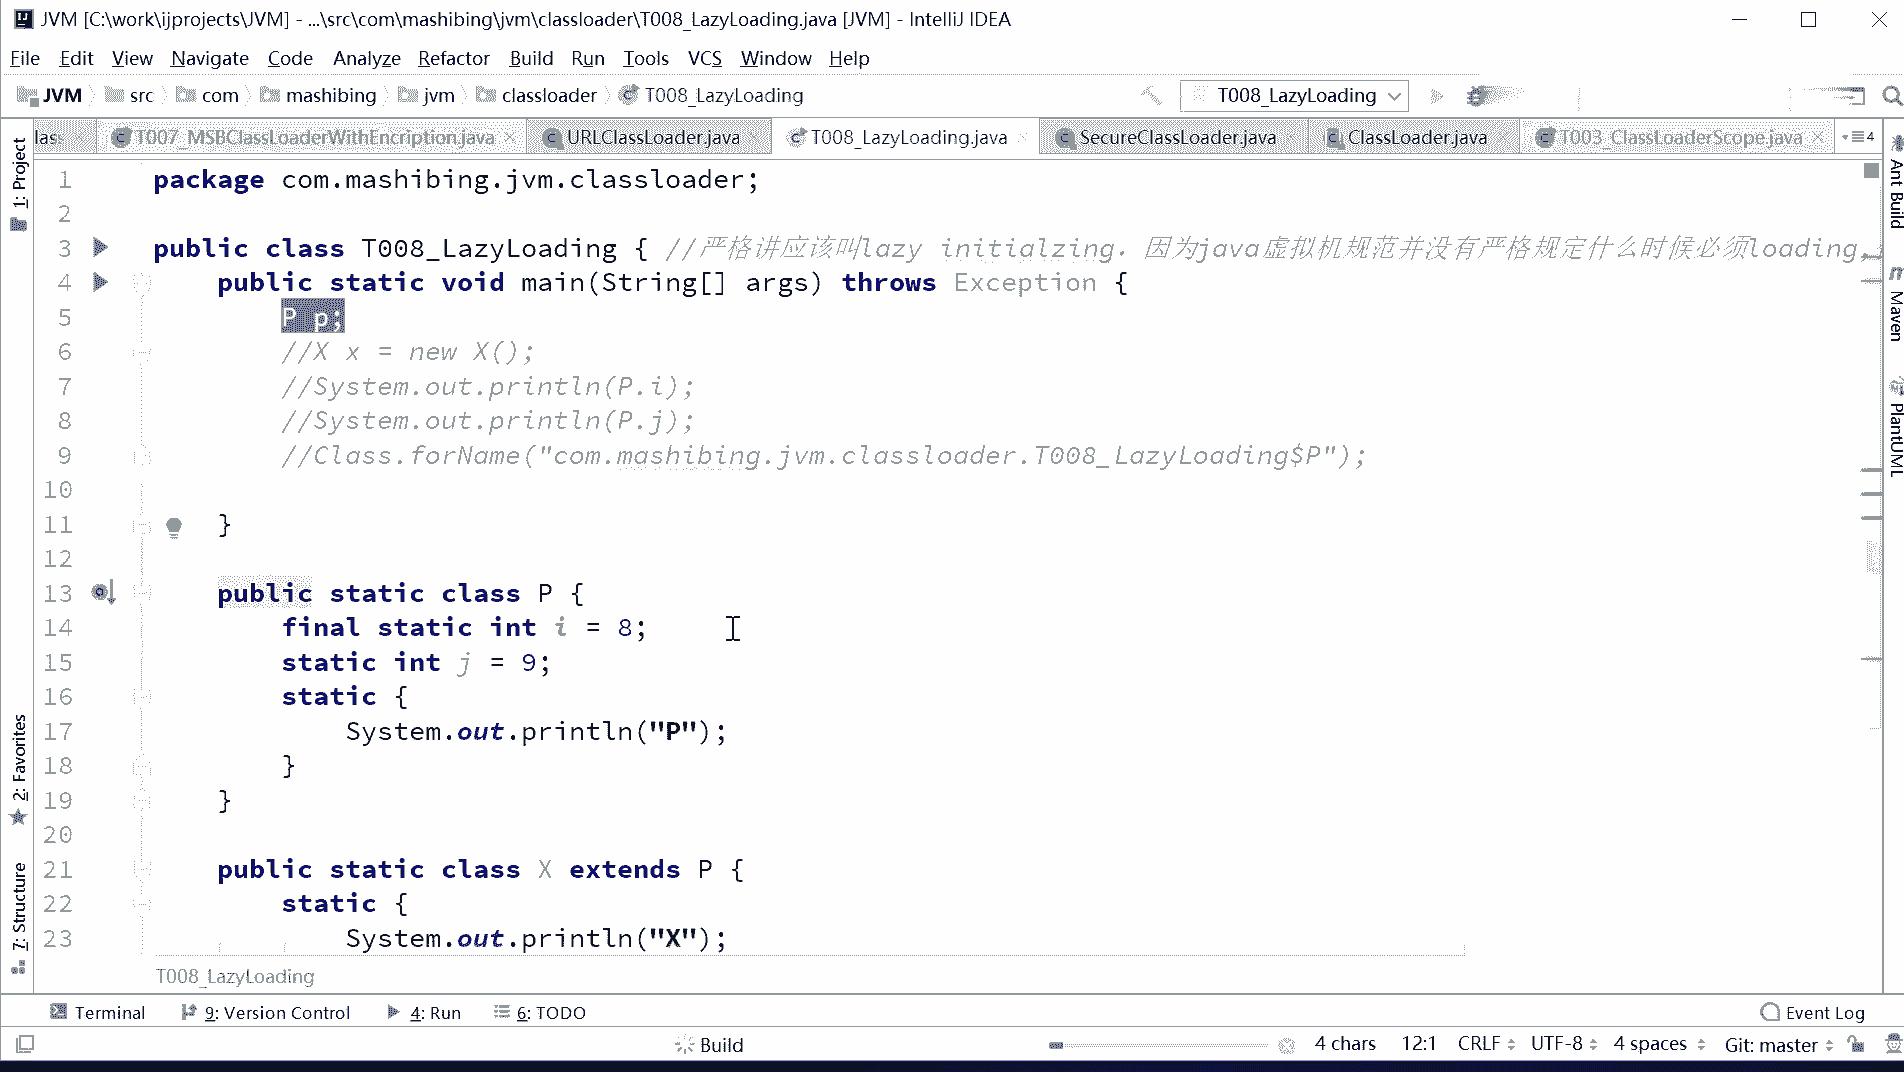 JVM [C:\work\ijprojects\JVM] - ...\src\com\mashibing\jvm\classloader\T008_LazyLoading.java [JVM] - IntelliJ IDEA
File Edit View Navigate Code Analyze Refactor Build Run Tools VCS Window Help
JVM src com mashibing jvm classloader T008_LazyLoading T008_LazyLoading
las T007_MSBClassLoaderWithEncription.java URLClassLoader.java T008_LazyLoading.java SecureClassLoader.java ClassLoader.java T003_ClassLoaderScope.java 4
1: Project
2: Favorites
7: Structure
1 package com.mashibing.jvm.classloader;
2
3 public class T008_LazyLoading { //严格讲应该叫lazy initialzing. 因为java虚拟机规范并没有严格规定什么时候必须loading,
4 public static void main(String[] args) throws Exception {
5 P p;
6 //X x = new X();
7 //System.out.println(P.i);
8 //System.out.println(P.j);
9 //Class.forName("com.mashibing.jvm.classloader.T008_LazyLoading$P");
10
11 }
12
13 public static class P {
14 final static int i = 8;
15 static int j = 9;
16 static {
17 System.out.println("P");
18 }
19 }
20
21 public static class X extends P {
22 static {
23 System.out.println("X");
T008_LazyLoading
Ant Build
Maven
PlantUML
Terminal 9: Version Control 4: Run 6: TODO Event Log
Build 4 chars 12:1 CRLF UTF-8 4 spaces Git: master